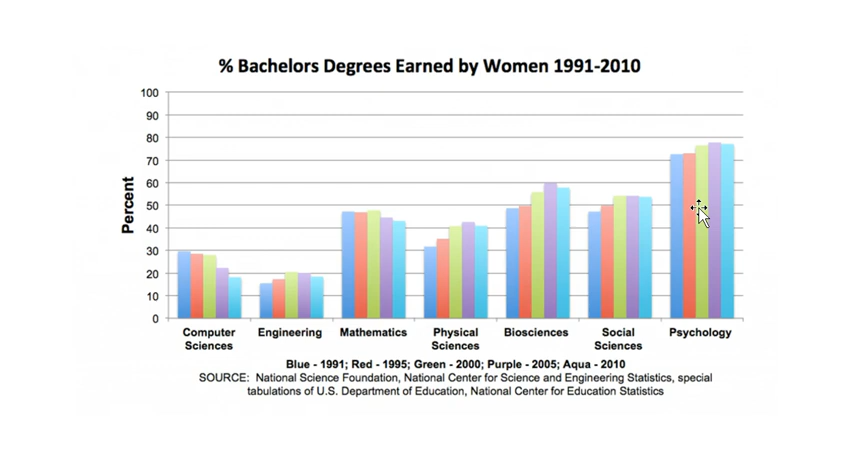 % Bachelors Degrees Earned by Women 1991-2010
Percent
100
90
80
70
60
50
40
30
20
10
0
Computer Sciences
Engineering
Mathematics
Physical Sciences
Biosciences
Social Sciences
Psychology
Blue - 1991; Red - 1995; Green - 2000; Purple - 2005; Aqua - 2010
SOURCE: National Science Foundation, National Center for Science and Engineering Statistics, special
tabulations of U.S. Department of Education, National Center for Education Statistics